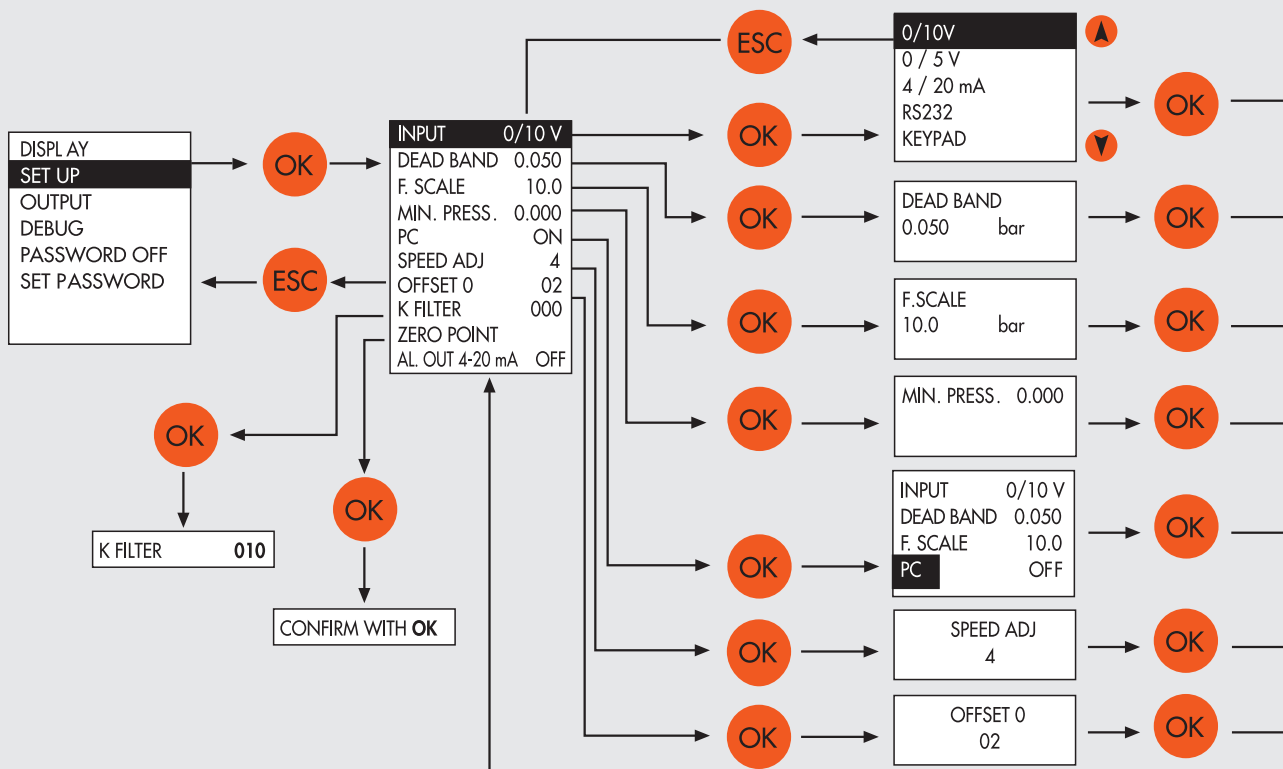 DISPLAY
SET UP
OUTPUT
DEBUG
PASSWORD OFF
SET PASSWORD
OK
ESC
INPUT 0/10 V
DEAD BAND 0.050
F. SCALE 10.0
MIN. PRESS. 0.000
PC ON
SPEED ADJ 4
OFFSET 0 02
K FILTER 000
ZERO POINT
AL. OUT 4-20 mA OFF
OK
K FILTER 010
OK
CONFIRM WITH OK
ESC
OK
0/10V
0 / 5 V
4 / 20 mA
RS232
KEYPAD
OK
OK
DEAD BAND
0.050 bar
OK
OK
F.SCALE
10.0 bar
OK
OK
MIN. PRESS. 0.000
OK
OK
INPUT 0/10 V
DEAD BAND 0.050
F. SCALE 10.0
PC OFF
OK
OK
SPEED ADJ
4
OK
OK
OFFSET 0
02
OK